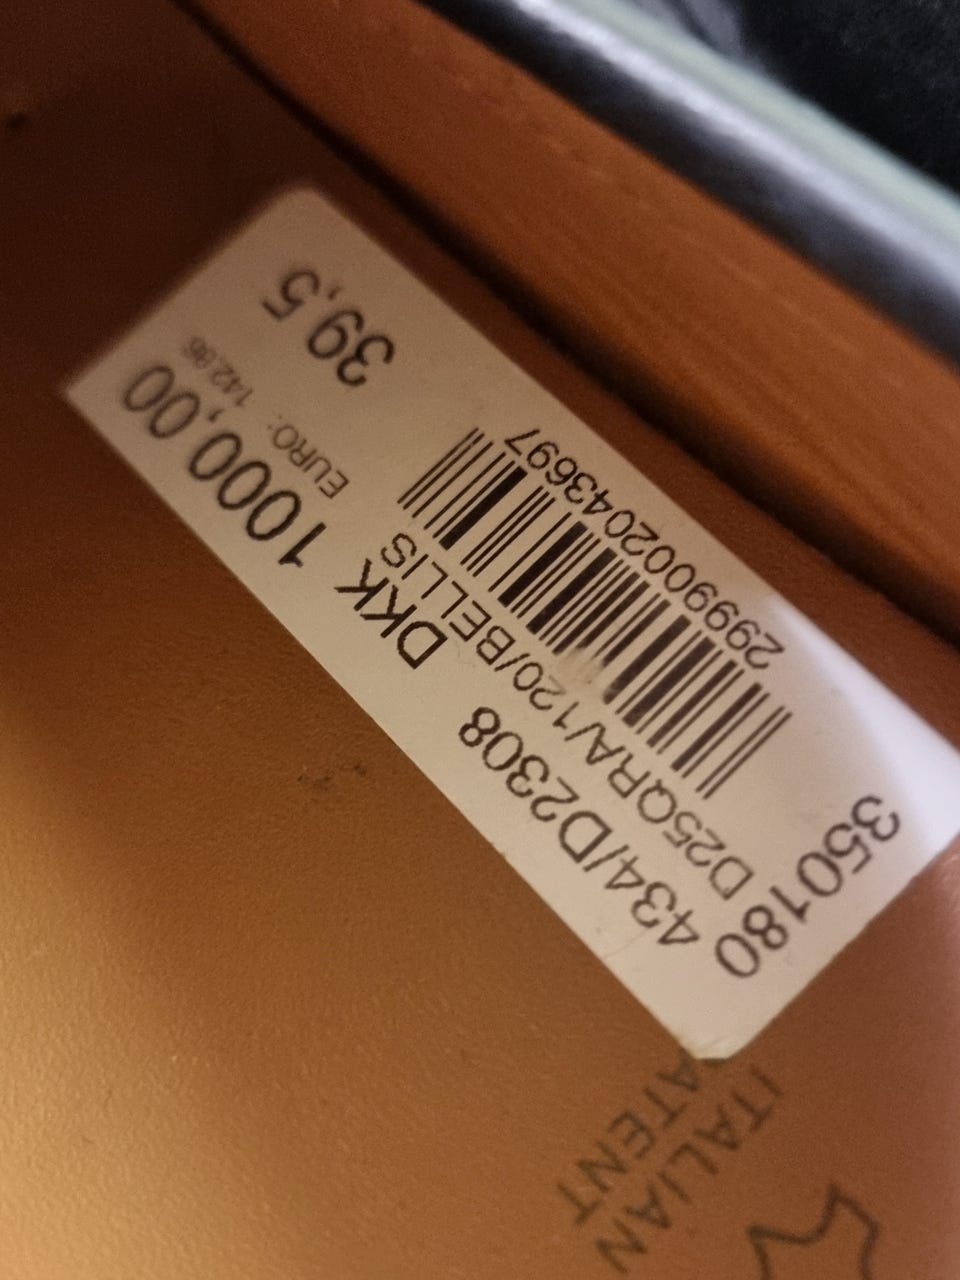 350180
2999002043697
39,5
D25QRA/120/BELLIS
EURO: 142.86
434/D2308
DKK 1000,00
ITALIAN
PATENT